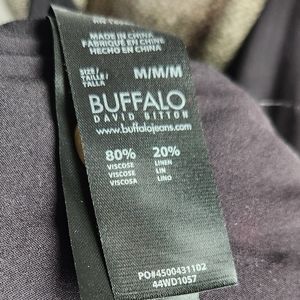 MADE IN CHINA
FABRIQUÉ EN CHINE
HECHO EN CHINA
SIZE/
TAILLE/
TALLA
M/M/M
BUFFALO
DAVID BITTON
www.buffalojeans.com
80% 20%
VISCOSE LINEN
VISCOSE LIN
VISCOSA LINO
PO#4500431102
44WD1057